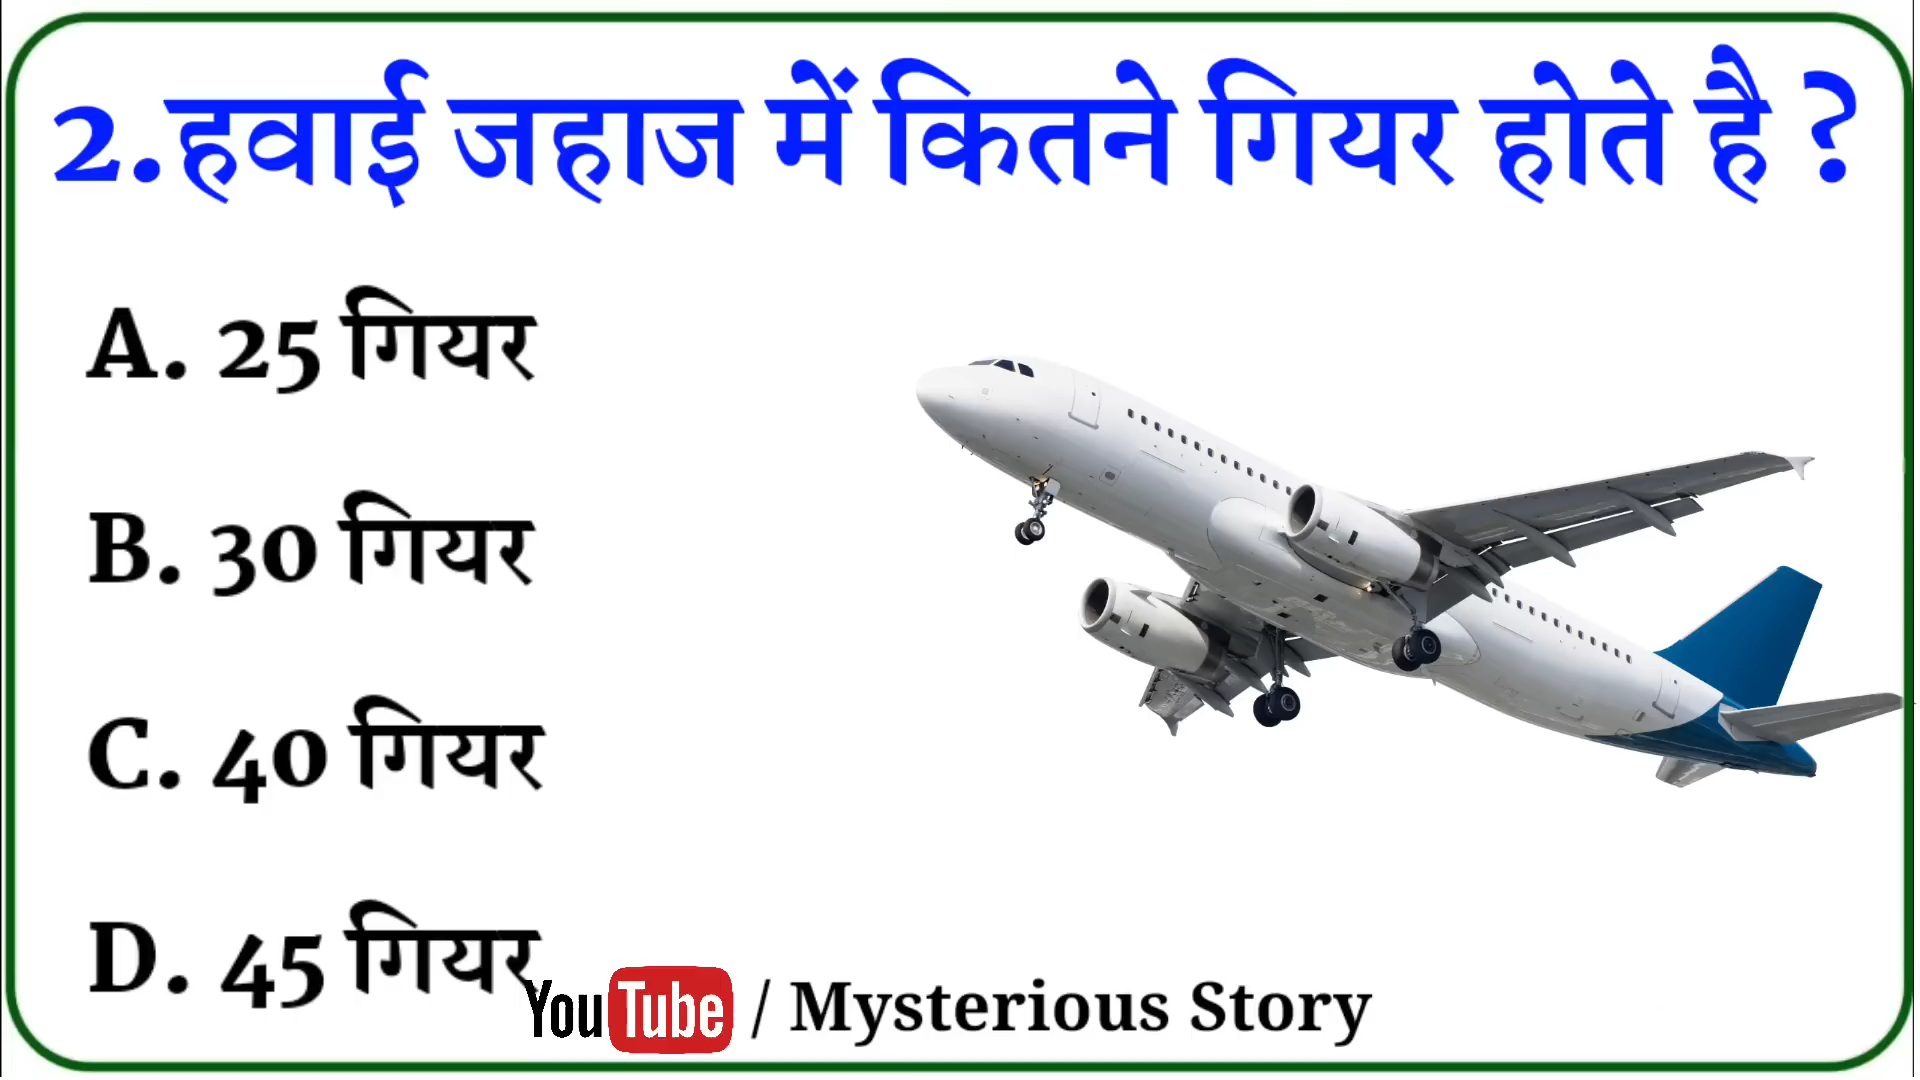 2.हवाई जहाज में कितने गियर होते है ?
A. 25 गियर
B. 30 गियर
C. 40 गियर
D. 45 गियर
YouTube / Mysterious Story